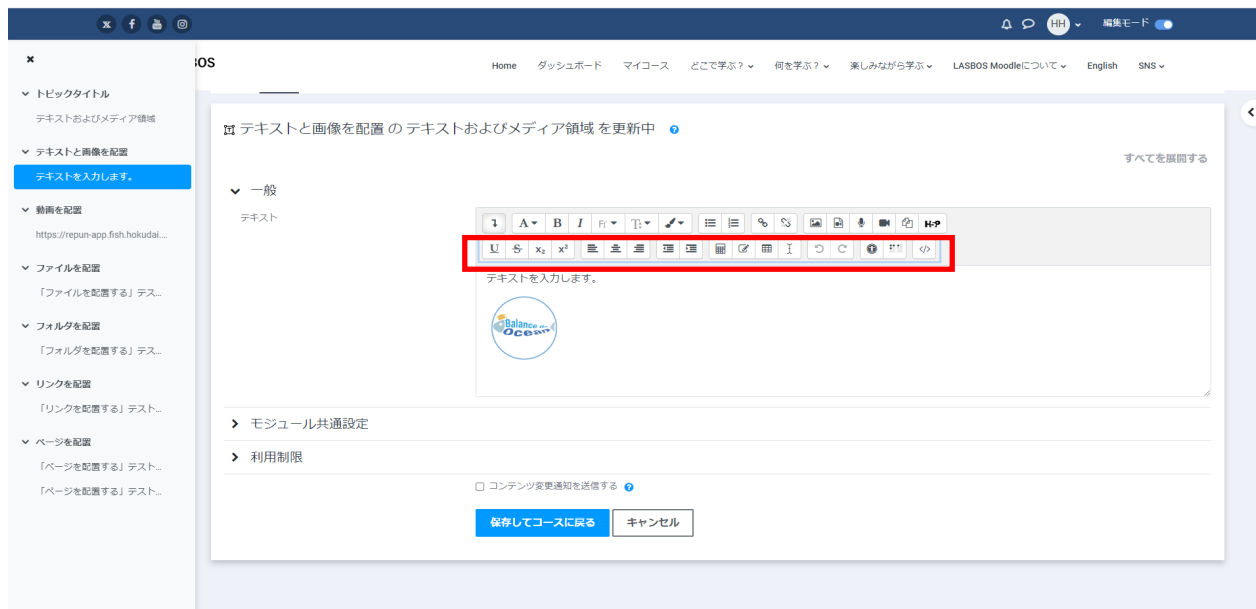 HH 編集モード
OS
Home ダッシュボード マイコース どこで学ぶ? 何を学ぶ? 楽しみながら学ぶ LASBOS Moodleについて English SNS
トピックタイトル
テキストおよびメディア領域
テキストと画像を配置
テキストを入力します。
動画を配置
https://repun-app.fish.hokudai....
ファイルを配置
「ファイルを配置する」テス...
フォルダを配置
「フォルダを配置する」テス...
リンクを配置
「リンクを配置する」テスト...
ページを配置
「ページを配置する」テスト...
「ページを配置する」テスト...
テキストと画像を配置 の テキストおよびメディア領域 を更新中
すべてを展開する
一般
テキスト
A B I Fi T H-P
U S x₂ x²
テキストを入力します。
Balance de
Ocean
モジュール共通設定
利用制限
コンテンツ変更通知を送信する
保存してコースに戻る キャンセル